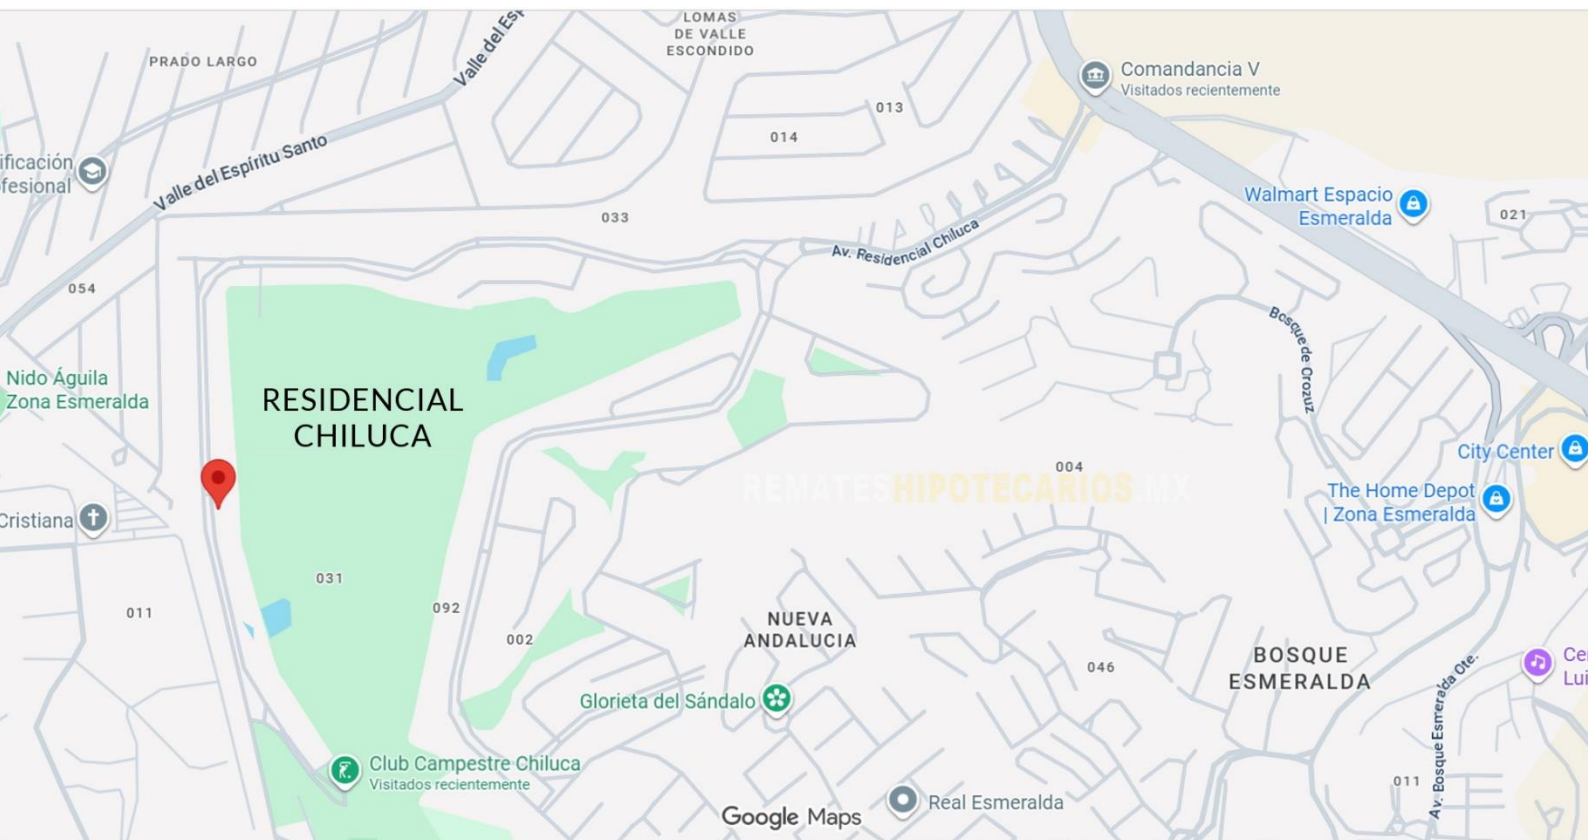 LOMAS
DE VALLE
ESCONDIDO
PRADO LARGO
Valle del Esp
Comandancia V
Visitados recientemente
013
014
ificación
fesional
Valle del Espíritu Santo
Walmart Espacio
Esmeralda
021
033
Av. Residencial Chiluca
054
Bosque de Crozuz
Nido Águila
Zona Esmeralda
RESIDENCIAL
CHILUCA
City Center
004
REMATESHIPOTECARIOS.MX
The Home Depot
| Zona Esmeralda
Cristiana
031
011
092
002
NUEVA
ANDALUCIA
046
BOSQUE
ESMERALDA
Cer
Lui
Glorieta del Sándalo
Av. Bosque Esmeralda Ote.
Club Campestre Chiluca
Visitados recientemente
011
Google Maps
Real Esmeralda